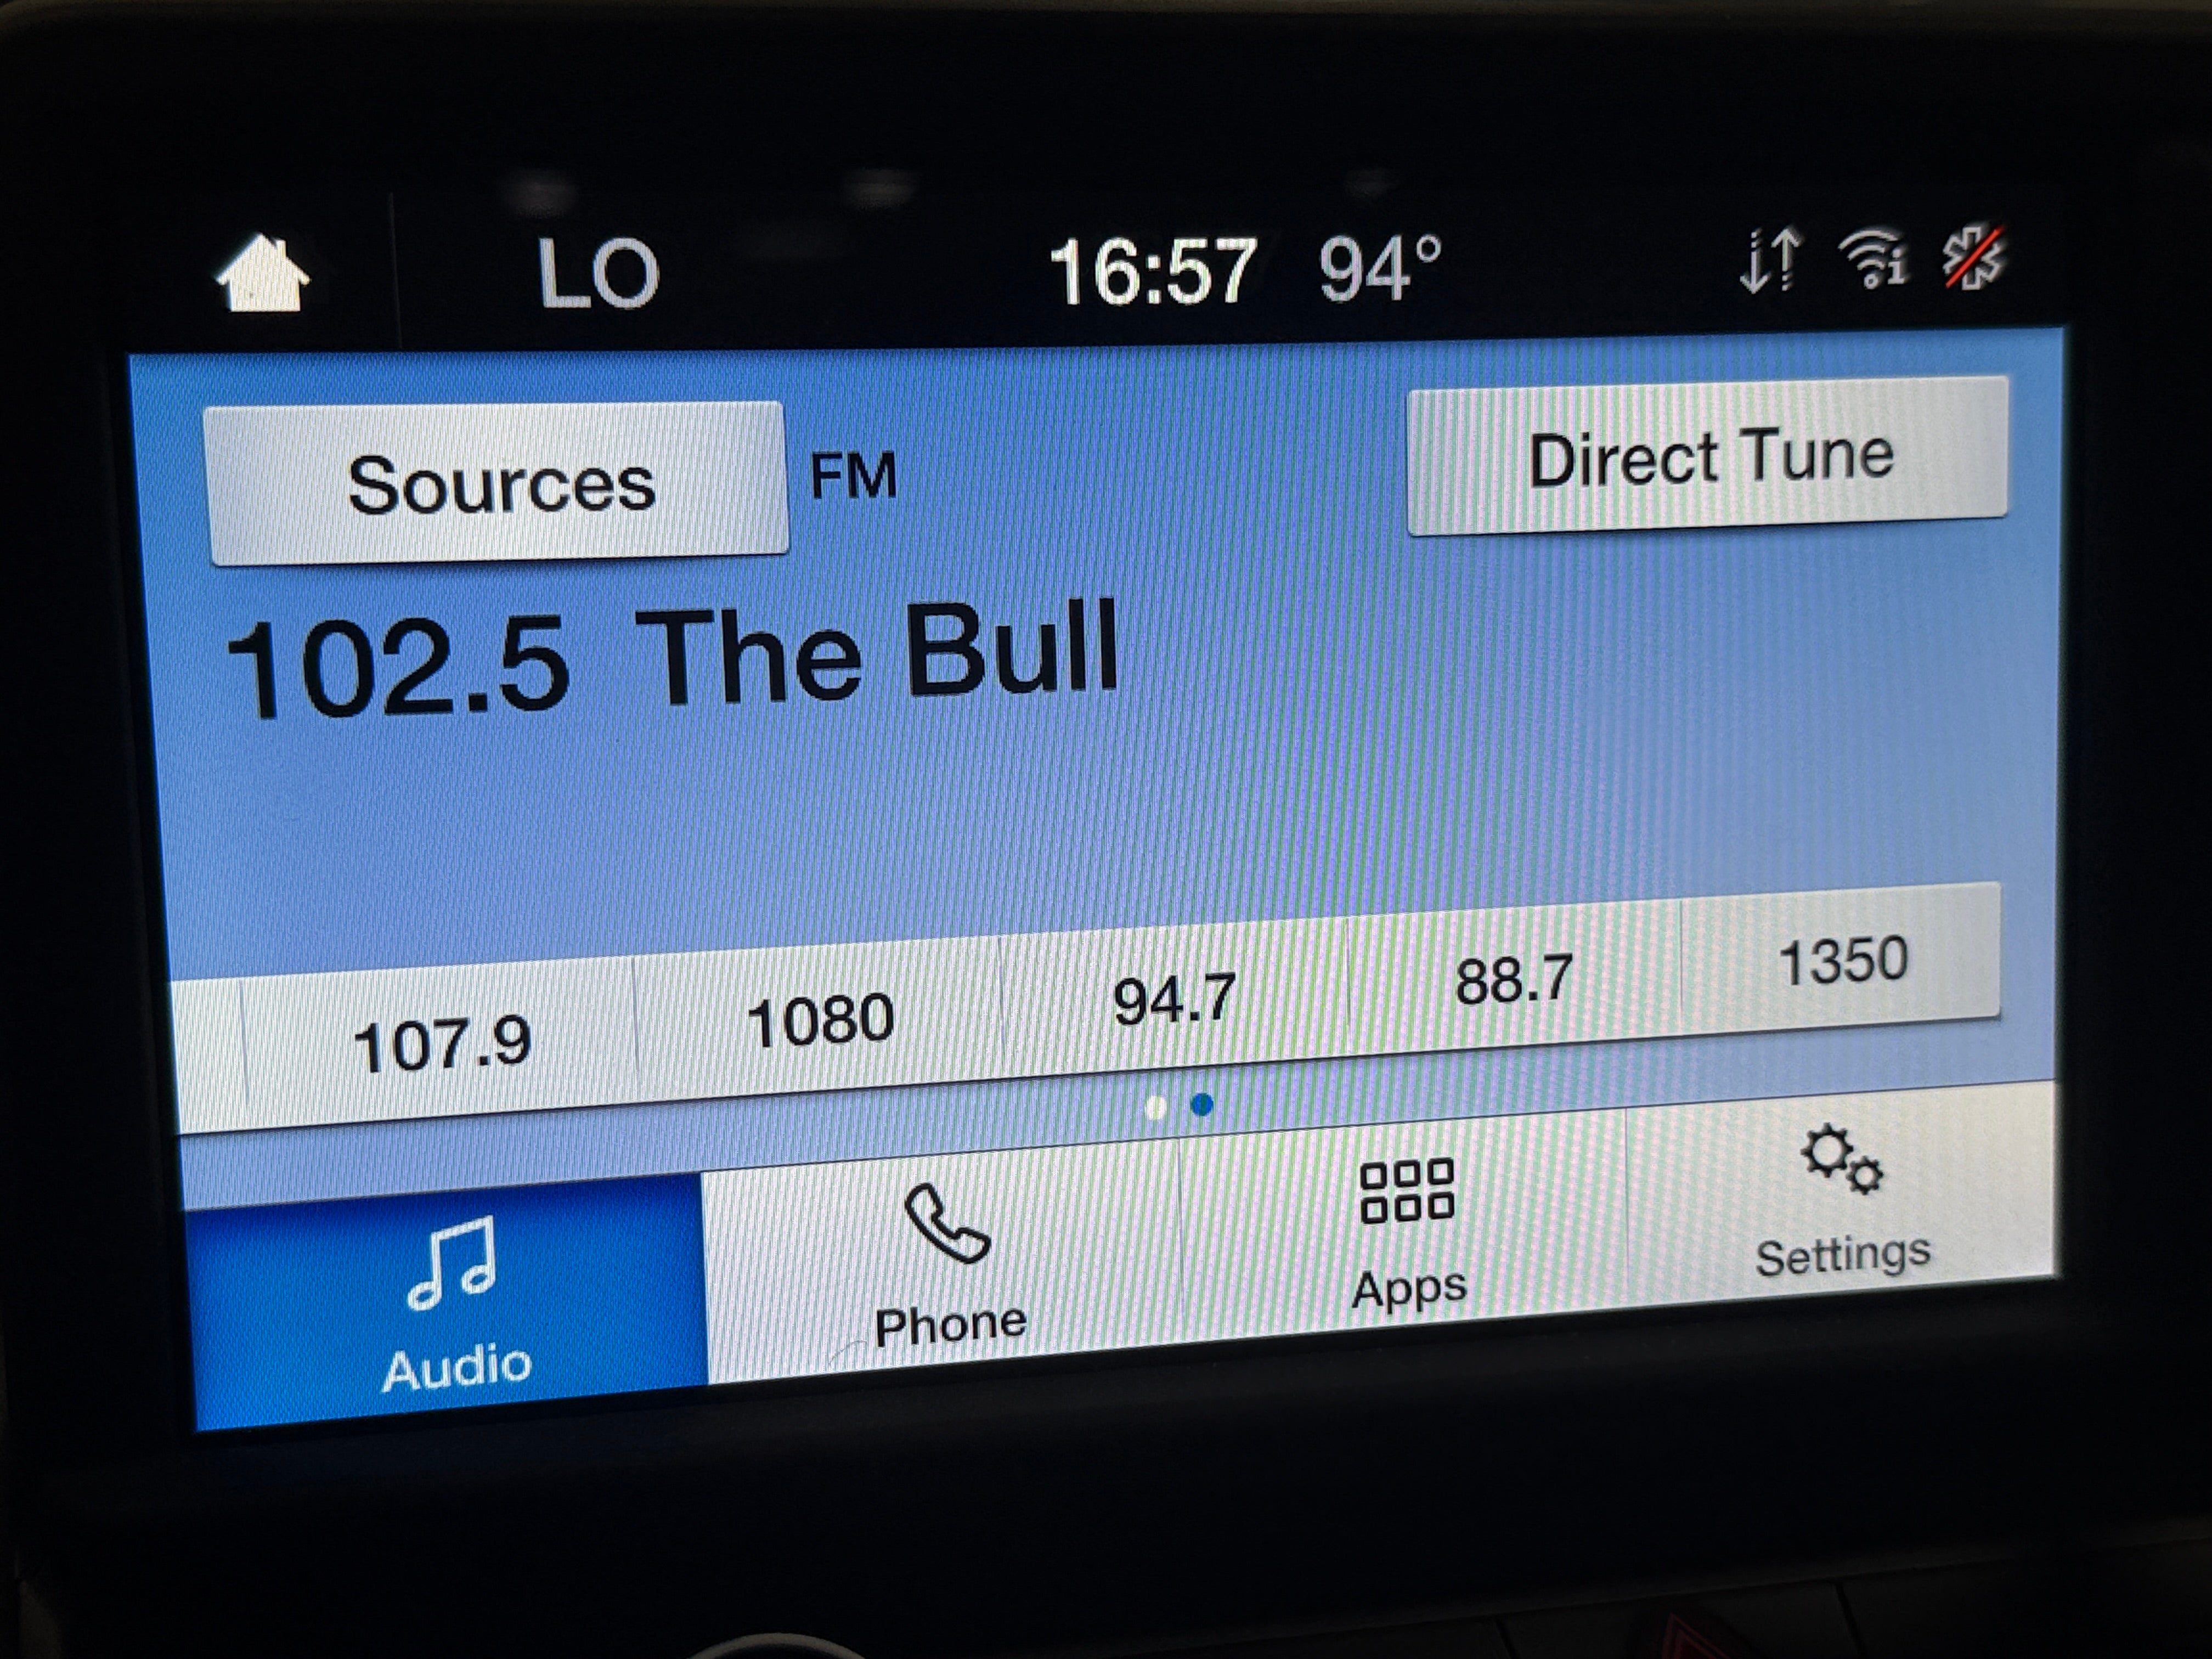 LO 16:57 94°
Sources FM Direct Tune
102.5 The Bull
107.9 1080 94.7 88.7 1350
Audio Phone Apps Settings